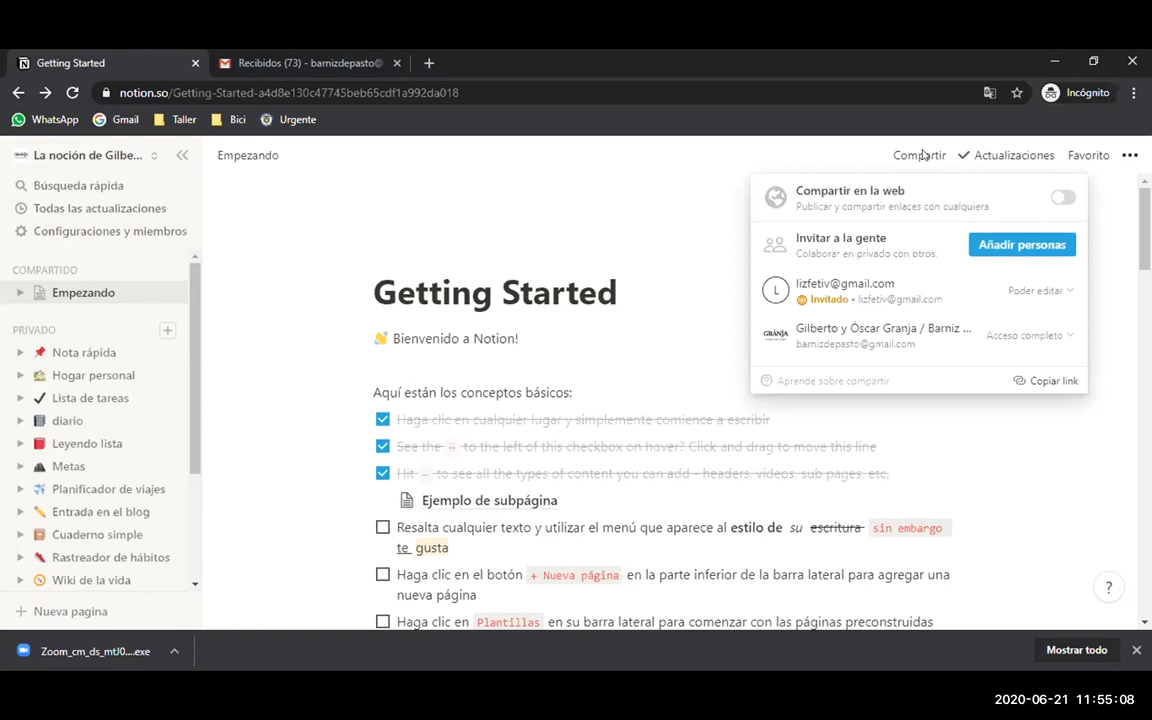 Getting Started
Recibidos (73) - barnizdepasto@
notion.so/Getting-Started-a4d8e130c47745beb65cdf1a992da018
Incógnito
WhatsApp
Gmail
Taller
Bici
Urgente
La noción de Gilbe...
Empezando
Compartir
Actualizaciones
Favorito
Búsqueda rápida
Todas las actualizaciones
Configuraciones y miembros
COMPARTIDO
Empezando
PRIVADO
Nota rápida
Hogar personal
Lista de tareas
diario
Leyendo lista
Metas
Planificador de viajes
Entrada en el blog
Cuaderno simple
Rastreador de hábitos
Wiki de la vida
Nueva pagina
Compartir en la web
Publicar y compartir enlaces con cualquiera
Invitar a la gente
Colaborar en privado con otros.
Añadir personas
L
lizfetiv@gmail.com
Invitado • lizfetiv@gmail.com
Poder editar
GRANJA
Gilberto y Óscar Granja / Barniz ...
barnizdepasto@gmail.com
Acceso completo
Aprende sobre compartir
Copiar link
Getting Started
Bienvenido a Notion!
Aquí están los conceptos básicos:
Haga clic en cualquier lugar y simplemente comience a escribir
See the to the left of this checkbox on hover? Click and drag to move this line
Hit to see all the types of content you can add - headers, videos, sub pages, etc.
Ejemplo de subpágina
Resalta cualquier texto y utilizar el menú que aparece al estilo de su escritura sin embargo
te gusta
Haga clic en el botón + Nueva página en la parte inferior de la barra lateral para agregar una
nueva página
Haga clic en Plantillas en su barra lateral para comenzar con las páginas preconstruidas
?
Zoom_cm_ds_mtJ0....exe
Mostrar todo
2020-06-21 11:55:08